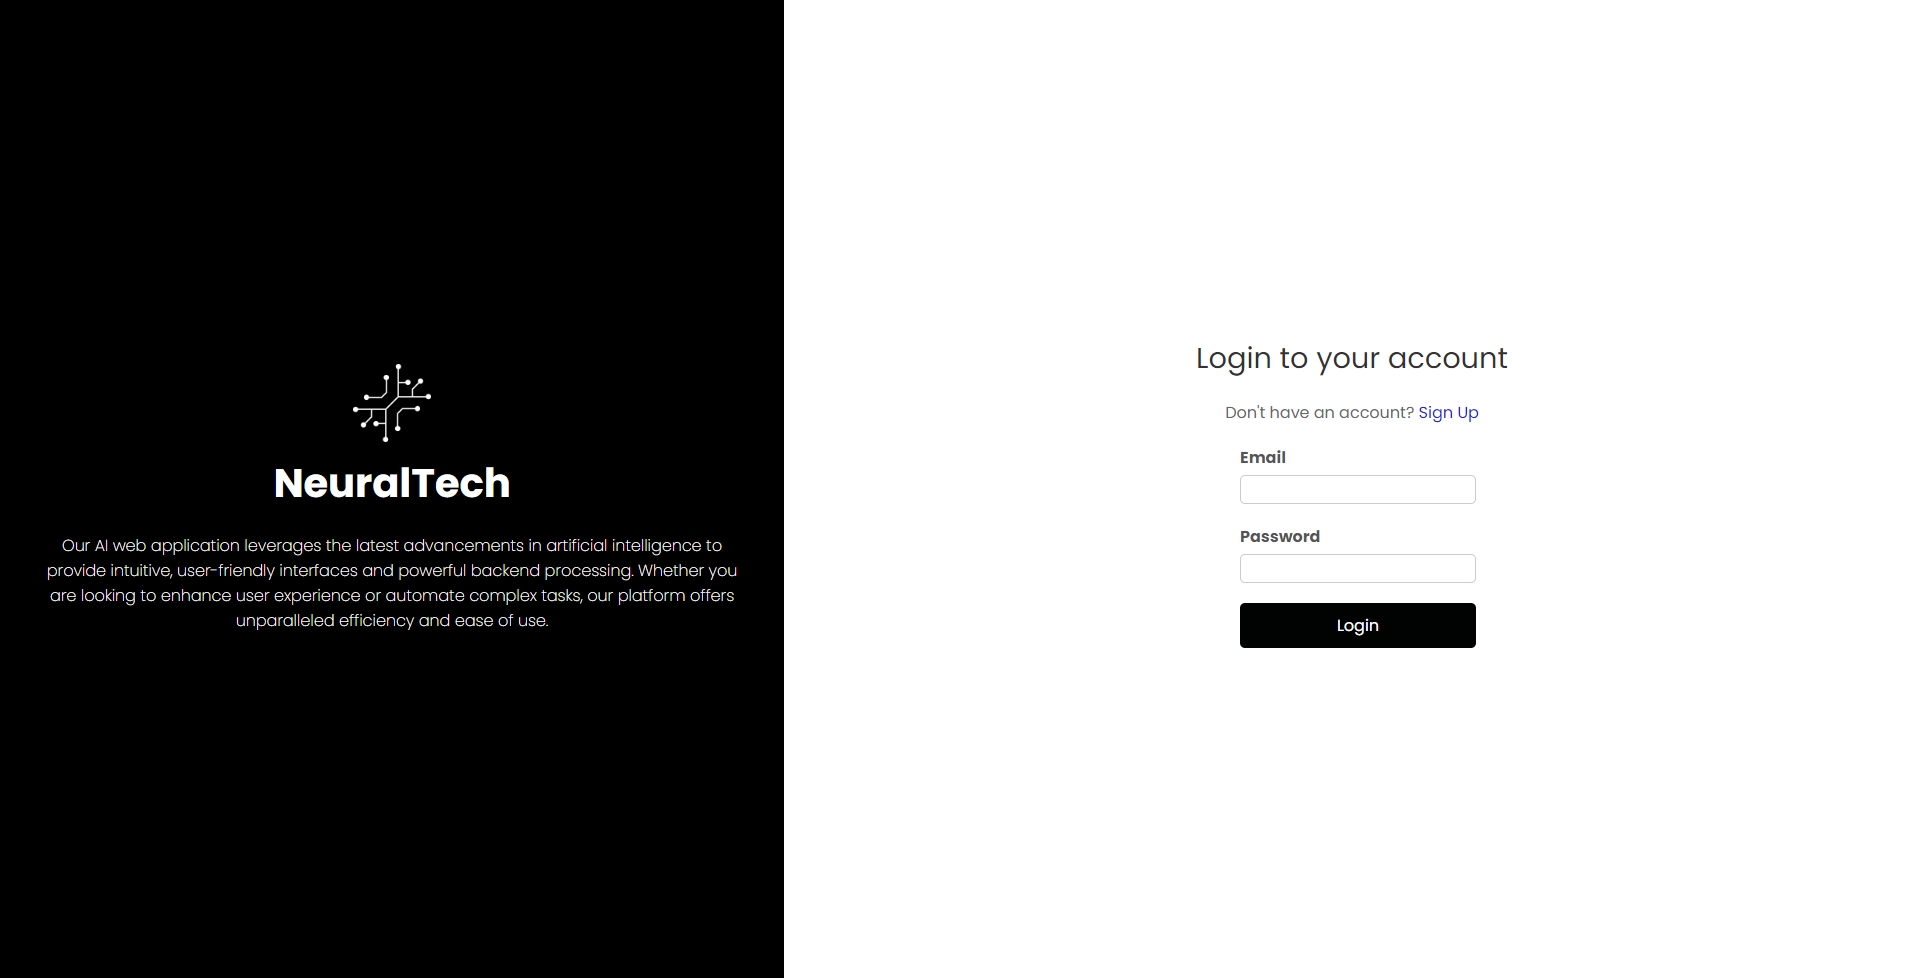 NeuralTech
Our AI web application leverages the latest advancements in artificial intelligence to
provide intuitive, user-friendly interfaces and powerful backend processing. Whether you
are looking to enhance user experience or automate complex tasks, our platform offers
unparalleled efficiency and ease of use.
Login to your account
Don't have an account? Sign Up
Email
Password
Login